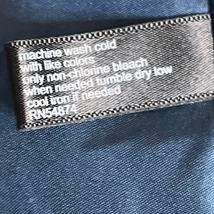 machine wash cold
with like colors
only non-chlorine bleach
when needed tumble dry low
cool iron if needed
RN54874